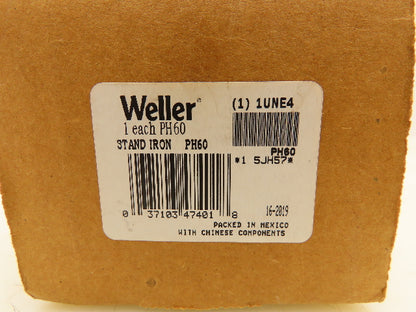 Weller® (1) 1UNE4
1 each PH60
STAND IRON PH60
PH60
*1 5JH57*
0 37103 47401 8
16-2019
PACKED IN MEXICO
WITH CHINESE COMPONENTS